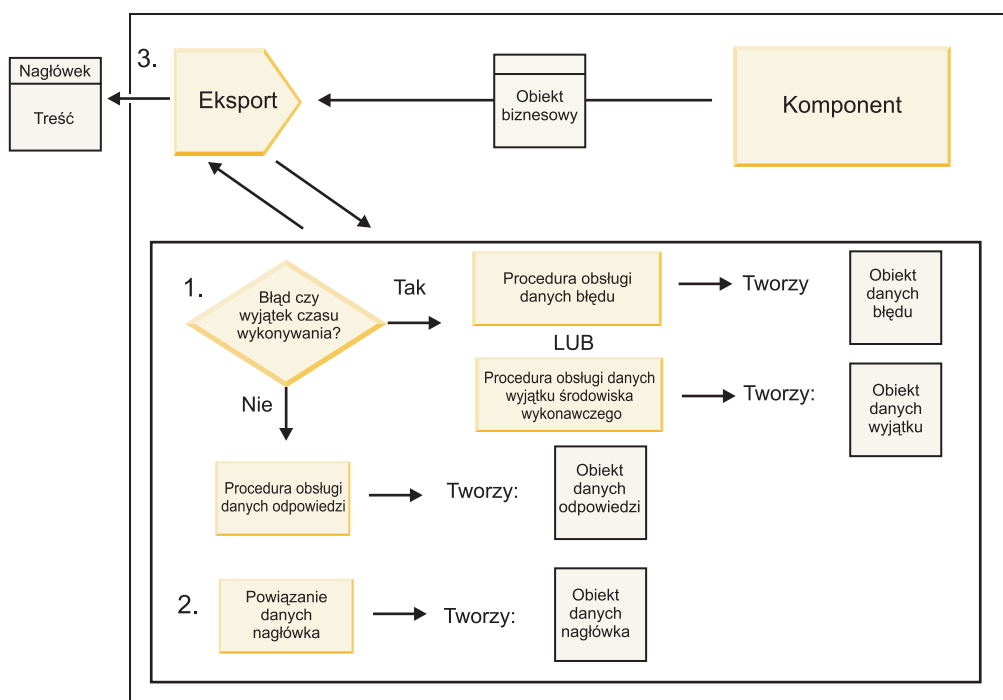 3.
Nagłówek
Treść
Eksport
Obiekt
biznesowy
Komponent
1.
Błąd czy
wyjątek czasu
wykonywania?
Tak
Procedura obsługi
danych błędu
Tworzy
Obiekt
danych
błędu
LUB
Procedura obsługi danych
wyjątku środowiska
wykonawczego
Tworzy:
Obiekt
danych
wyjątku
Nie
Procedura obsługi
danych odpowiedzi
Tworzy:
Obiekt
danych
odpowiedzi
2.
Powiązanie
danych
nagłówka
Tworzy:
Obiekt
danych
nagłówka